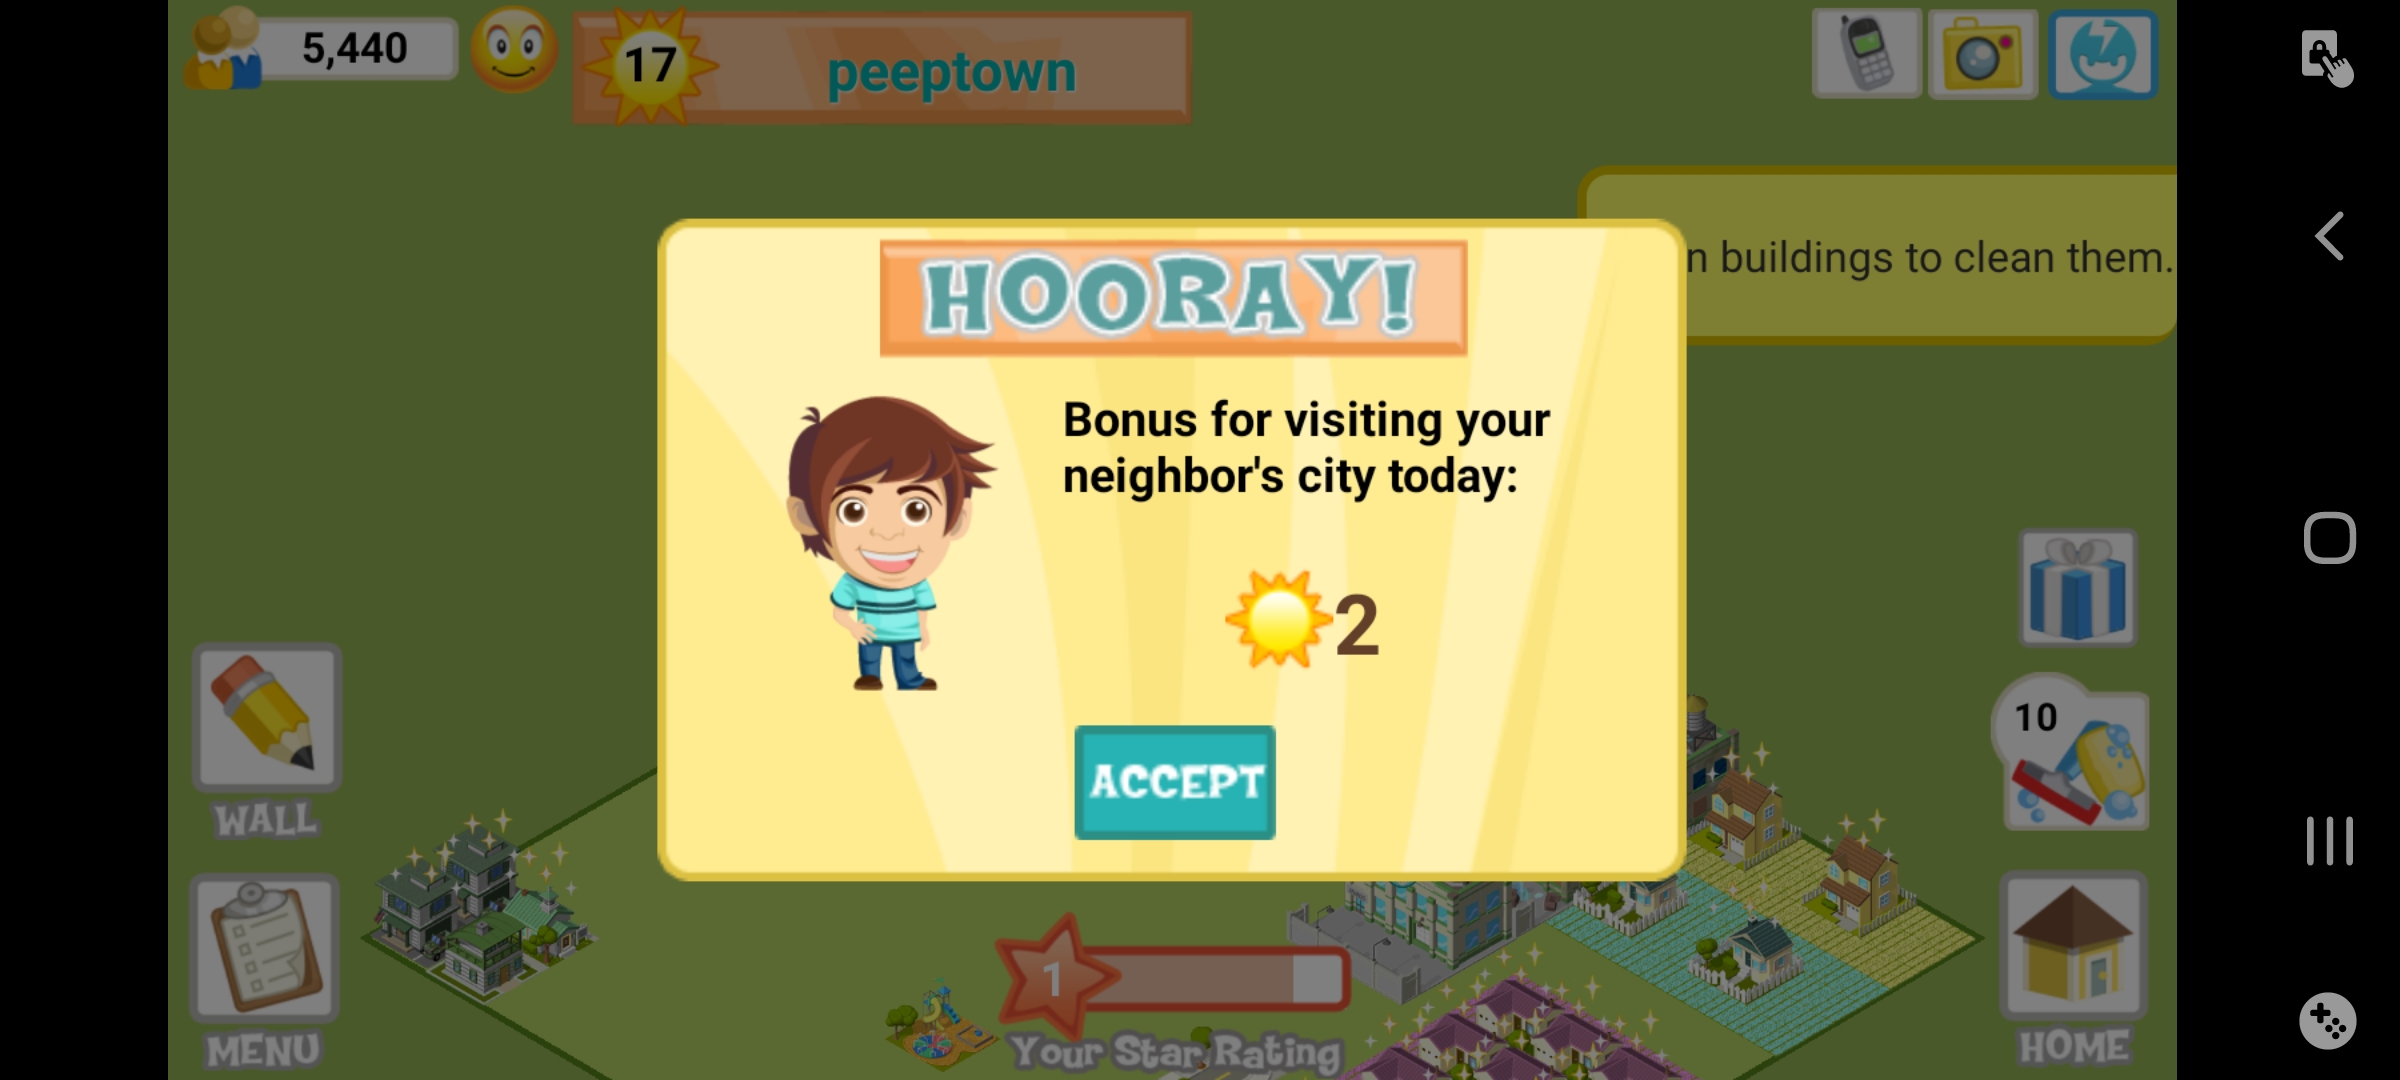 5,440
17
peeptown
n buildings to clean them.
HOORAY!
Bonus for visiting your
neighbor's city today:
2
ACCEPT
WALL
10
MENU
1
Your Star Rating
HOME